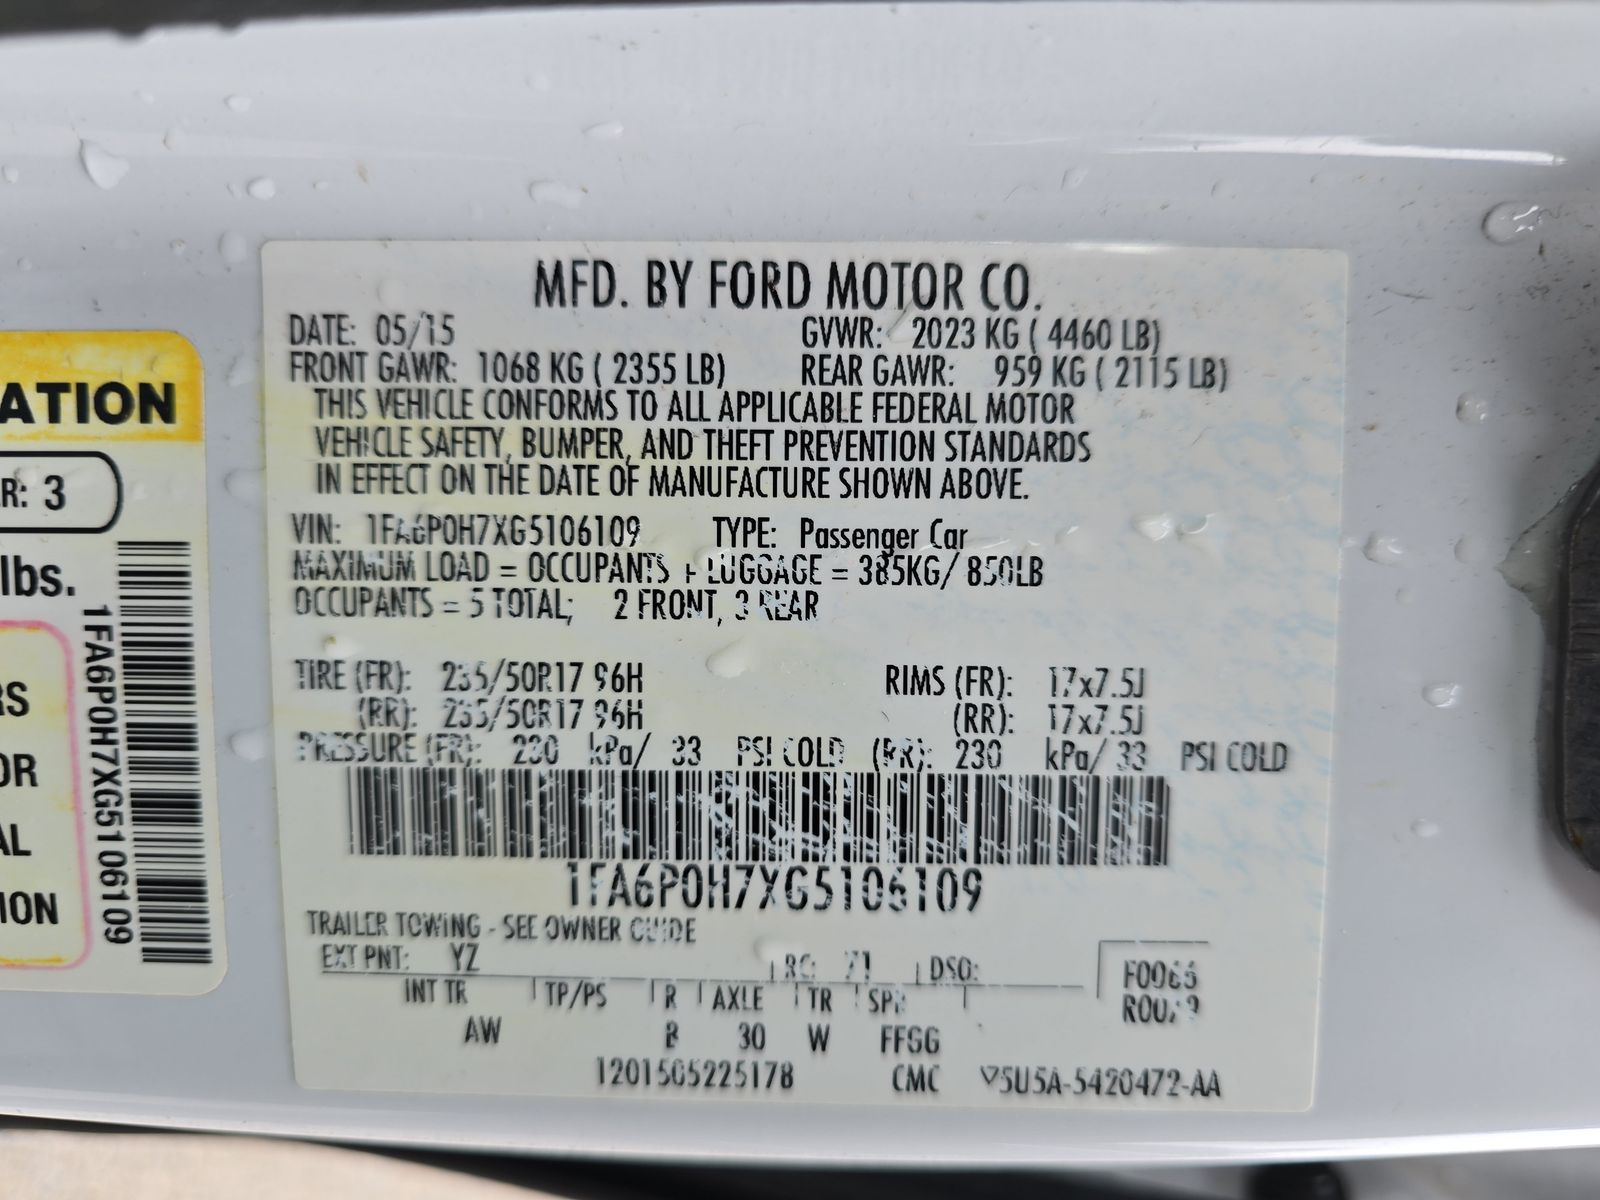 MFD. BY FORD MOTOR CO.
DATE: 05/15 GVWR: 2023 KG ( 4460 LB)
FRONT GAWR: 1068 KG ( 2355 LB) REAR GAWR: 959 KG ( 2115 LB)
THIS VEHICLE CONFORMS TO ALL APPLICABLE FEDERAL MOTOR
VEHICLE SAFETY, BUMPER, AND THEFT PREVENTION STANDARDS
IN EFFECT ON THE DATE OF MANUFACTURE SHOWN ABOVE.
VIN: 1FA6P0H7XG5106109 TYPE: Passenger Car
MAXIMUM LOAD = OCCUPANTS + LUGGAGE = 385KG/ 850LB
OCCUPANTS = 5 TOTAL; 2 FRONT, 3 REAR
TIRE (FR): 235/50R17 96H RIMS (FR): 17x7.5J
(RR): 235/50R17 96H (RR): 17x7.5J
PRESSURE (FR): 230 kPa/ 33 PSI COLD (RR): 230 kPa/ 33 PSI COLD
1FA6P0H7XG5106109
TRAILER TOWING - SEE OWNER GUIDE
EXT PNT: YZ RC: 71 DSO:
INT TR TP/PS R AXLE TR SPR
AW B 30 W FFGG
F0066
1201505225178 CMC 5U5A-5420472-AA
ATION
R: 3
lbs.
RS
OR
AL
ION
1FA6P0H7XG5106109